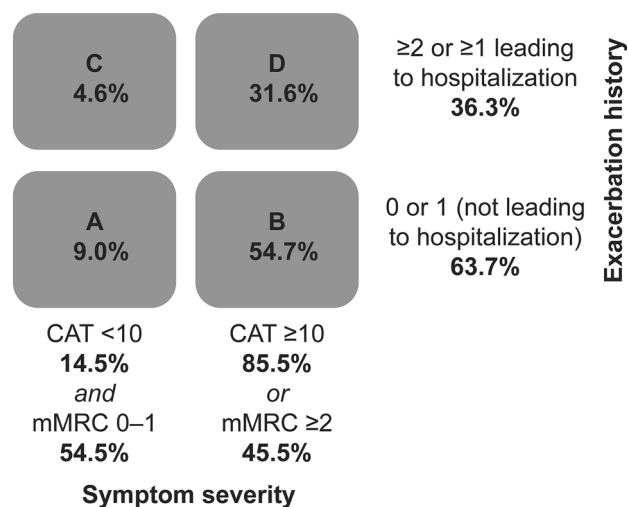 C
4.6%
D
31.6%
≥2 or ≥1 leading
to hospitalization
36.3%
A
9.0%
B
54.7%
0 or 1 (not leading
to hospitalization)
63.7%
Exacerbation history
CAT <10
14.5%
and
mMRC 0–1
54.5%
CAT ≥10
85.5%
or
mMRC ≥2
45.5%
Symptom severity